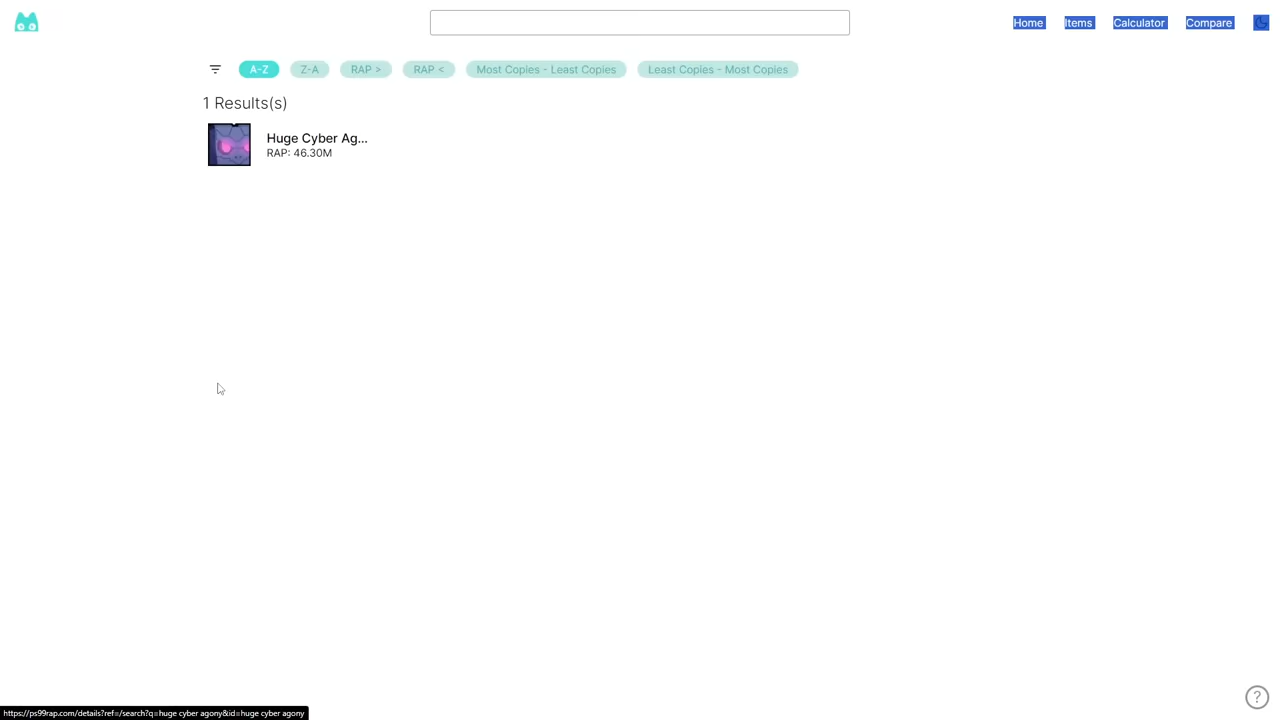 Home Items Calculator Compare
A-Z Z-A RAP > RAP < Most Copies - Least Copies Least Copies - Most Copies
1 Results(s)
Huge Cyber Ag...
RAP: 46.30M
?
https://ps99rap.com/details?ref=/search?q=huge cyber agony&id=huge cyber agony